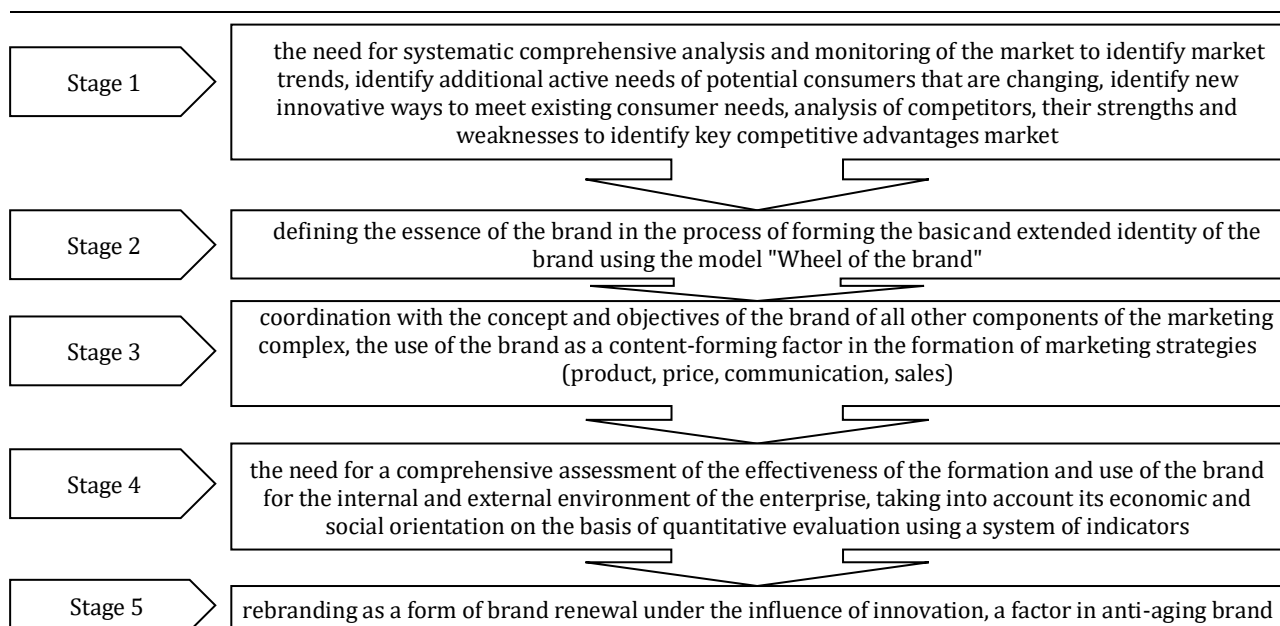 Stage 1
the need for systematic comprehensive analysis and monitoring of the market to identify market
trends, identify additional active needs of potential consumers that are changing, identify new
innovative ways to meet existing consumer needs, analysis of competitors, their strengths and
weaknesses to identify key competitive advantages market
Stage 2
defining the essence of the brand in the process of forming the basic and extended identity of the
brand using the model "Wheel of the brand"
Stage 3
coordination with the concept and objectives of the brand of all other components of the marketing
complex, the use of the brand as a content-forming factor in the formation of marketing strategies
(product, price, communication, sales)
Stage 4
the need for a comprehensive assessment of the effectiveness of the formation and use of the brand
for the internal and external environment of the enterprise, taking into account its economic and
social orientation on the basis of quantitative evaluation using a system of indicators
Stage 5
rebranding as a form of brand renewal under the influence of innovation, a factor in anti-aging brand